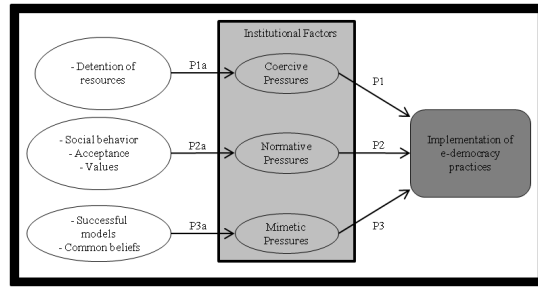 Institutional Factors
- Detention of
resources
P1a
Coercive
Pressures
P1
- Social behavior
- Acceptance
- Values
P2a
Normative
Pressures
P2
Implementation of
e-democracy
practices
- Successful
models
- Common beliefs
P3a
Mimetic
Pressures
P3